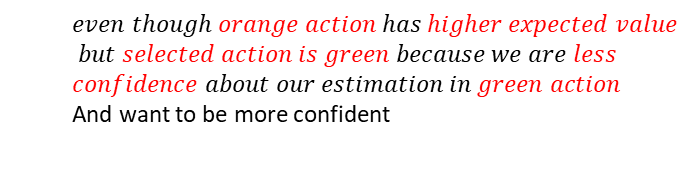 even though orange action has higher expected value
but selected action is green because we are less
confidence about our estimation in green action
And want to be more confident